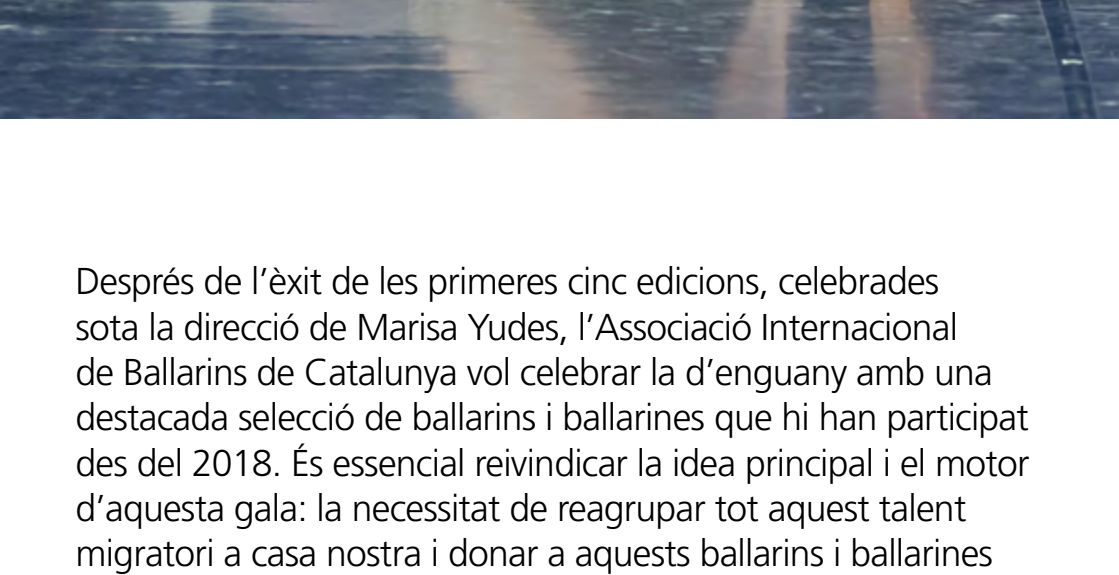 Després de l’èxit de les primeres cinc edicions, celebrades
sota la direcció de Marisa Yudes, l’Associació Internacional
de Ballarins de Catalunya vol celebrar la d’enguany amb una
destacada selecció de ballarins i ballarines que hi han participat
des del 2018. És essencial reivindicar la idea principal i el motor
d’aquesta gala: la necessitat de reagrupar tot aquest talent
migratori a casa nostra i donar a aquests ballarins i ballarines